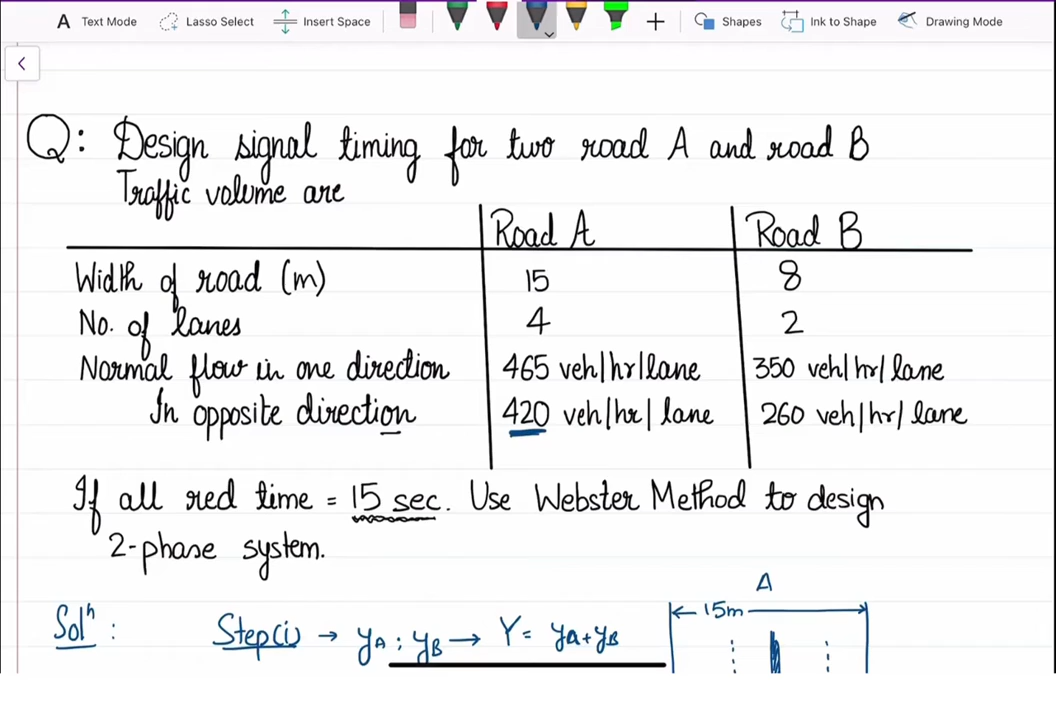 A Text Mode Lasso Select Insert Space Shapes Ink to Shape Drawing Mode
Q: Design signal timing for two road A and road B
Traffic volume are
Road A Road B
Width of road (m) 15 8
No. of lanes 4 2
Normal flow in one direction 465 veh/hr/lane 350 veh/hr/lane
In opposite direction 420 veh/hr/lane 260 veh/hr/lane
If all red time = 15 sec. Use Webster Method to design
2-phase system.
A
15m
Solⁿ : Step(i) → yA ; yB → Y = ya+yB